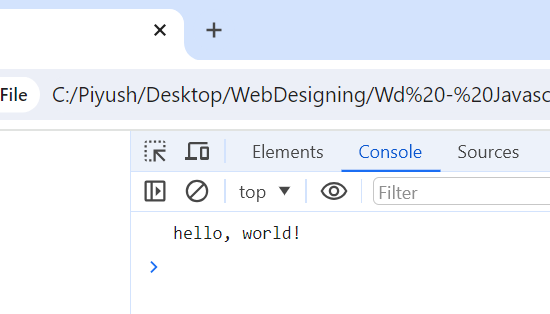 File C:/Piyush/Desktop/WebDesigning/Wd%20-%20Javasc
Elements Console Sources
top Filter
hello, world!